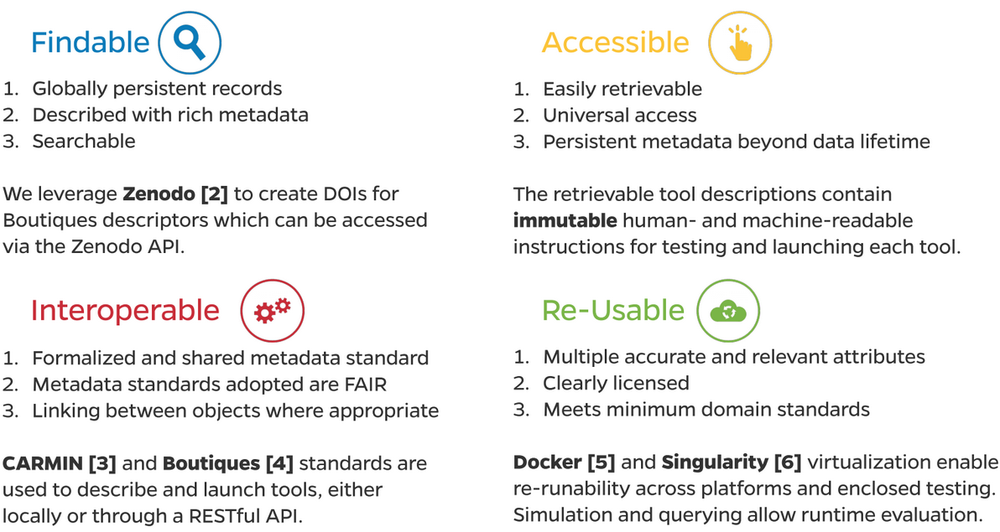 Findable
1. Globally persistent records
2. Described with rich metadata
3. Searchable
We leverage Zenodo [2] to create DOIs for
Boutiques descriptors which can be accessed
via the Zenodo API.
Accessible
1. Easily retrievable
2. Universal access
3. Persistent metadata beyond data lifetime
The retrievable tool descriptions contain
immutable human- and machine-readable
instructions for testing and launching each tool.
Interoperable
1. Formalized and shared metadata standard
2. Metadata standards adopted are FAIR
3. Linking between objects where appropriate
CARMIN [3] and Boutiques [4] standards are
used to describe and launch tools, either
locally or through a RESTful API.
Re-Usable
1. Multiple accurate and relevant attributes
2. Clearly licensed
3. Meets minimum domain standards
Docker [5] and Singularity [6] virtualization enable
re-runability across platforms and enclosed testing.
Simulation and querying allow runtime evaluation.